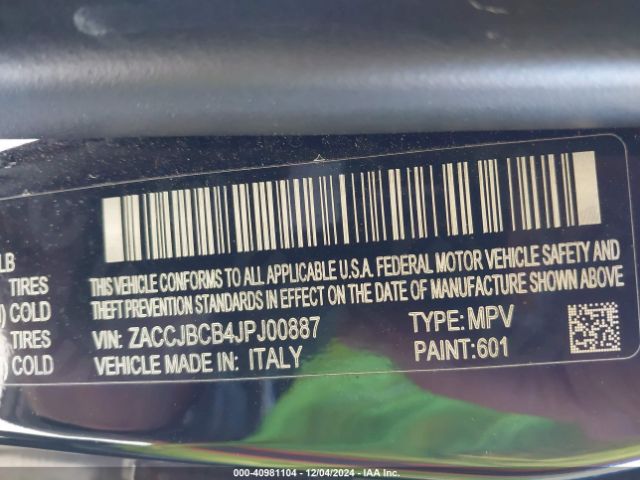 LB
TIRES
) COLD
TIRES
) COLD
THIS VEHICLE CONFORMS TO ALL APPLICABLE U.S.A. FEDERAL MOTOR VEHICLE SAFETY AND
THEFT PREVENTION STANDARDS IN EFFECT ON THE DATE OF MANUFACTURE SHOWN ABOVE
VIN: ZACCJBCB4JPJ00887 TYPE: MPV
VEHICLE MADE IN: ITALY PAINT: 601
000-40981104 - 12/04/2024 - IAA Inc.